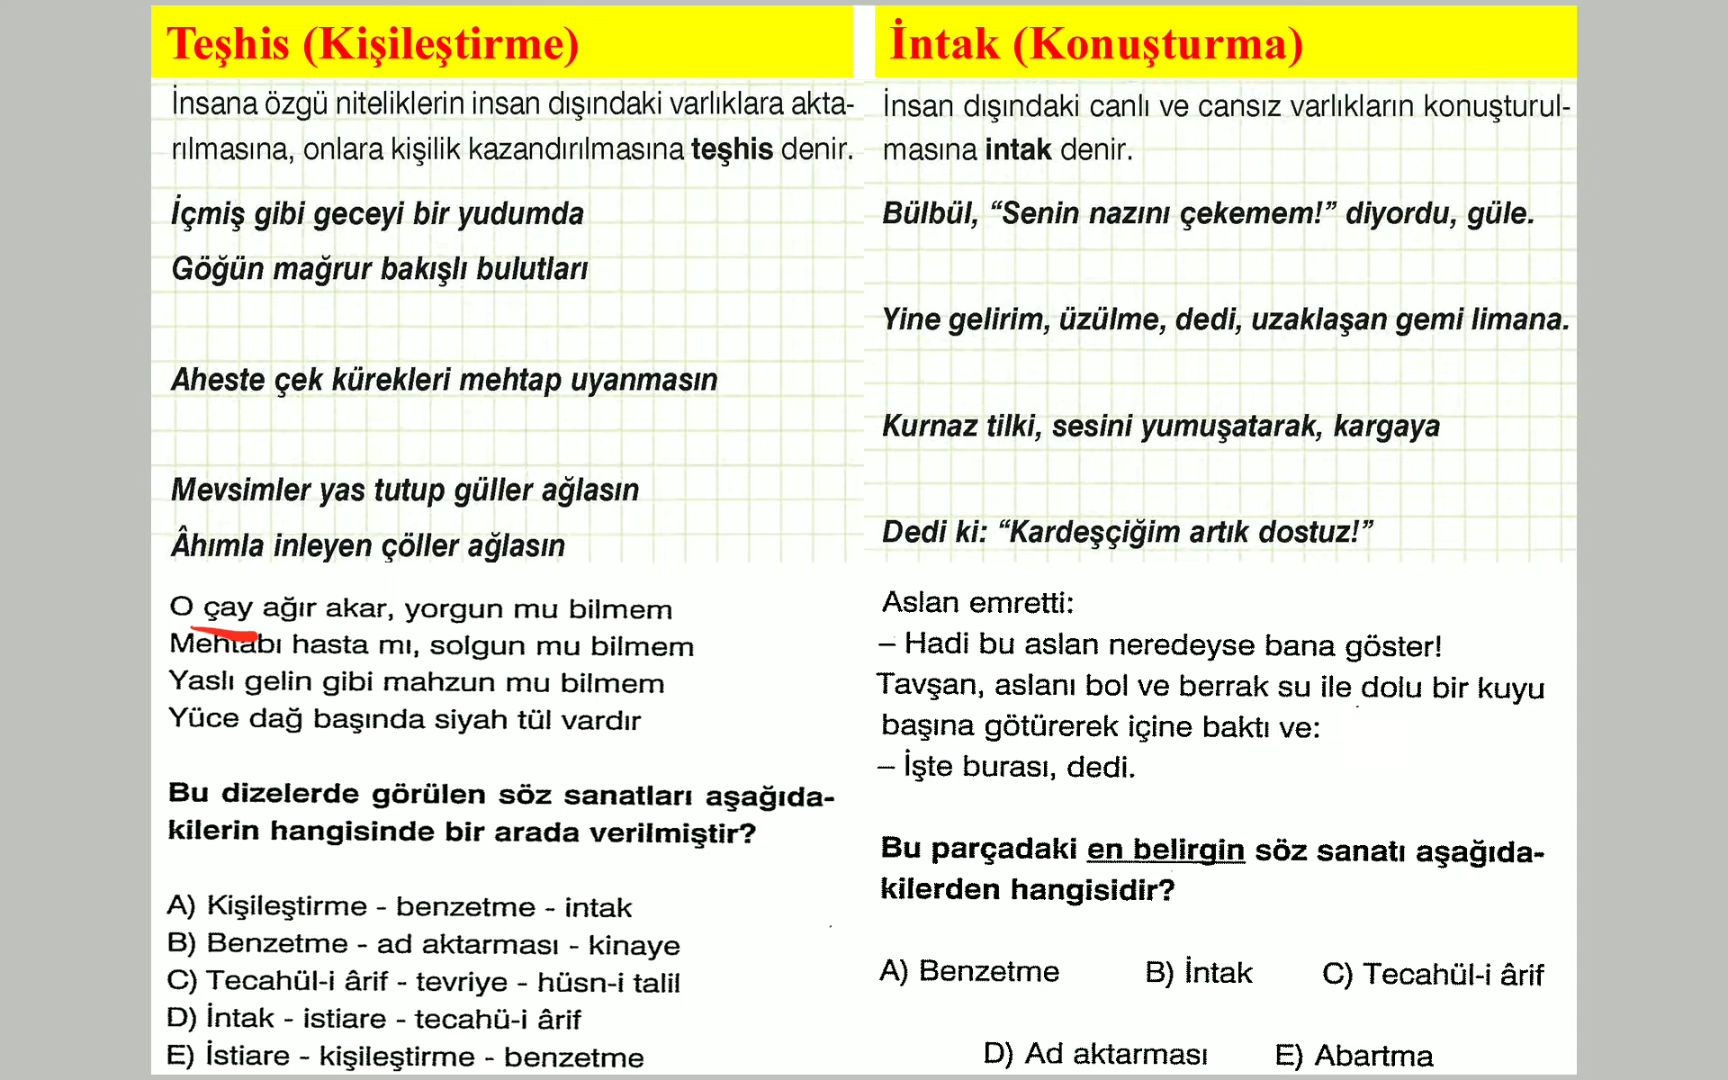 Teşhis (Kişileştirme)
İnsana özgü niteliklerin insan dışındaki varlıklara akta-
rılmasına, onlara kişilik kazandırılmasına teşhis denir.
İçmiş gibi geceyi bir yudumda
Göğün mağrur bakışlı bulutları
Aheste çek kürekleri mehtap uyanmasın
Mevsimler yas tutup güller ağlasın
Âhımla inleyen çöller ağlasın
O çay ağır akar, yorgun mu bilmem
Mehtabı hasta mı, solgun mu bilmem
Yaslı gelin gibi mahzun mu bilmem
Yüce dağ başında siyah tül vardır
Bu dizelerde görülen söz sanatları aşağıda-
kilerin hangisinde bir arada verilmiştir?
A) Kişileştirme - benzetme - intak
B) Benzetme - ad aktarması - kinaye
C) Tecahül-i ârif - tevriye - hüsn-i talil
D) İntak - istiare - tecahü-i ârif
E) İstiare - kişileştirme - benzetme
İntak (Konuşturma)
İnsan dışındaki canlı ve cansız varlıkların konuşturul-
masına intak denir.
Bülbül, “Senin nazını çekemem!” diyordu, güle.
Yine gelirim, üzülme, dedi, uzaklaşan gemi limana.
Kurnaz tilki, sesini yumuşatarak, kargaya
Dedi ki: “Kardeşçiğim artık dostuz!”
Aslan emretti:
– Hadi bu aslan neredeyse bana göster!
Tavşan, aslanı bol ve berrak su ile dolu bir kuyu
başına götürerek içine baktı ve:
– İşte burası, dedi.
Bu parçadaki en belirgin söz sanatı aşağıda-
kilerden hangisidir?
A) Benzetme B) İntak C) Tecahül-i ârif
D) Ad aktarması E) Abartma